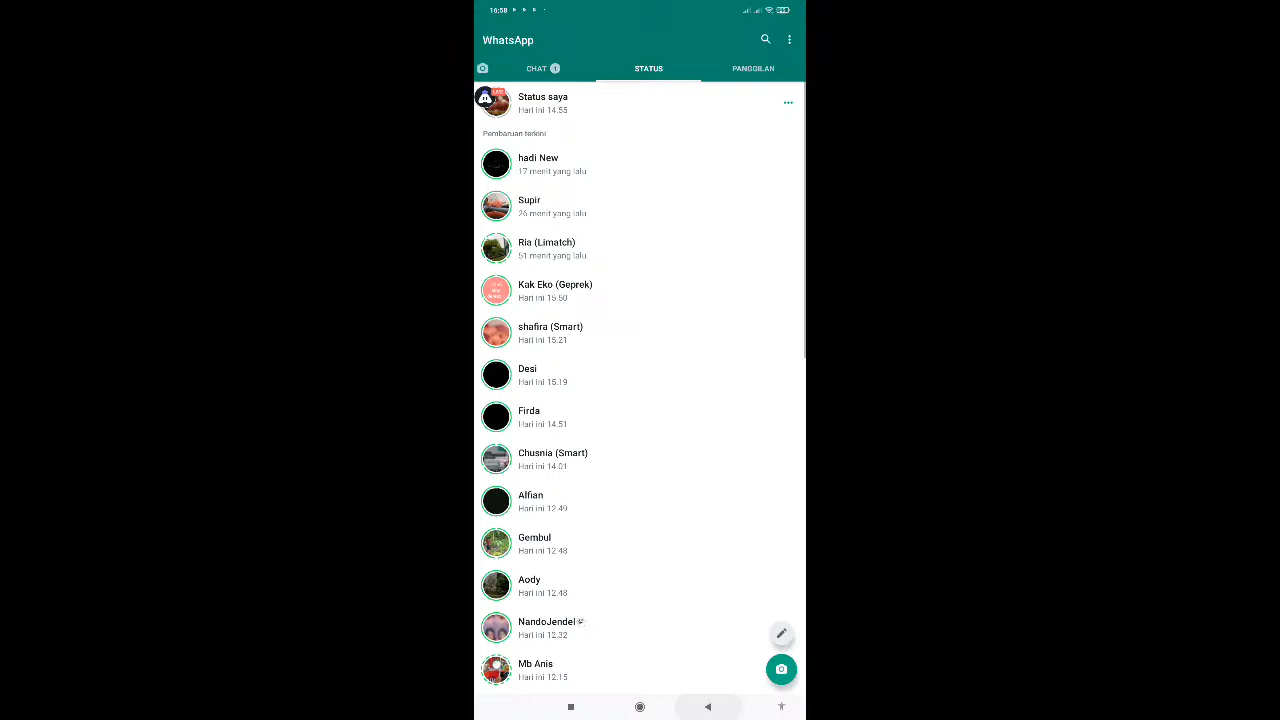 16:58
WhatsApp
CHAT 1
STATUS
PANGGILAN
LIVE
Status saya
Hari ini 14.55
Pembaruan terkini
hadi New
17 menit yang lalu
Supir
26 menit yang lalu
Ria (Limatch)
51 menit yang lalu
Kak Eko (Geprek)
Hari ini 15.50
shafira (Smart)
Hari ini 15.21
Desi
Hari ini 15.19
Firda
Hari ini 14.51
Chusnia (Smart)
Hari ini 14.01
Alfian
Hari ini 12.49
Gembul
Hari ini 12.48
Aody
Hari ini 12.48
NandoJendel
Hari ini 12.32
Mb Anis
Hari ini 12.15